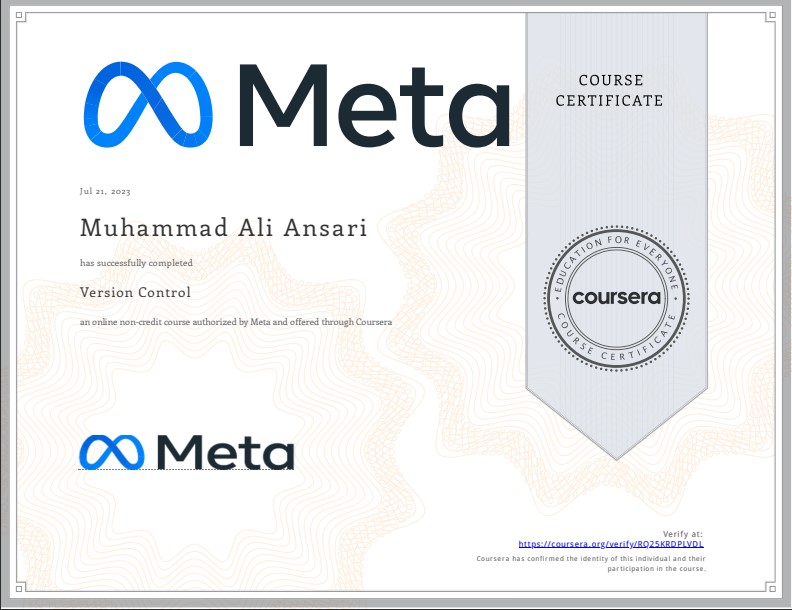 Meta
COURSE
CERTIFICATE
Jul 21, 2023
Muhammad Ali Ansari
has successfully completed
Version Control
an online non-credit course authorized by Meta and offered through Coursera
EDUCATION FOR EVERYONE
coursera
COURSE CERTIFICATE
Meta
Verify at:
https://coursera.org/verify/RQ25KRDPLVDL
Coursera has confirmed the identity of this individual and their
participation in the course.